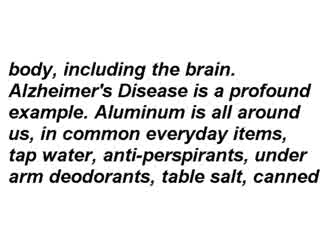 body, including the brain.
Alzheimer's Disease is a profound
example. Aluminum is all around
us, in common everyday items,
tap water, anti-perspirants, under
arm deodorants, table salt, canned